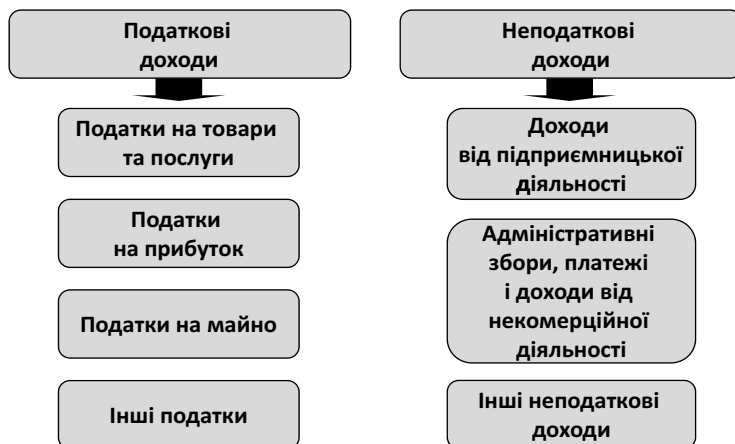 Податкові
доходи
Податки на товари
та послуги
Податки
на прибуток
Податки на майно
Інші податки
Неподаткові
доходи
Доходи
від підприємницької
діяльності
Адміністративні
збори, платежі
і доходи від
некомерційної
діяльності
Інші неподаткові
доходи